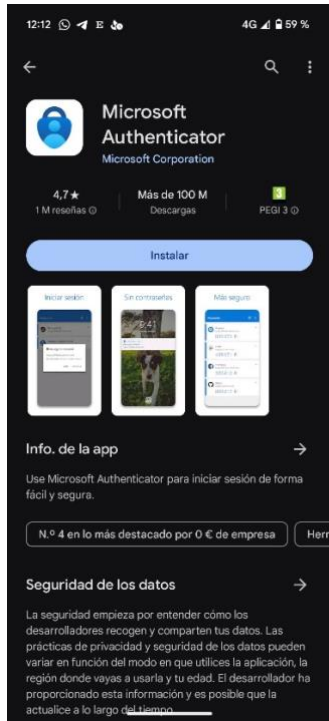 12:12 4G 59 %
Microsoft
Authenticator
Microsoft Corporation
4,7★ Más de 100 M 3
1 M reseñas Descargas PEGI 3
Instalar
Iniciar sesión Sin contraseñas Más seguro
Info. de la app
Use Microsoft Authenticator para iniciar sesión de forma
fácil y segura.
N.º 4 en lo más destacado por 0 € de empresa Herr
Seguridad de los datos
La seguridad empieza por entender cómo los
desarrolladores recogen y comparten tus datos. Las
prácticas de privacidad y seguridad de los datos pueden
variar en función del modo en que utilices la aplicación, la
región donde vayas a usarla y tu edad. El desarrollador ha
proporcionado esta información y es posible que la
actualice a lo largo del tiempo.